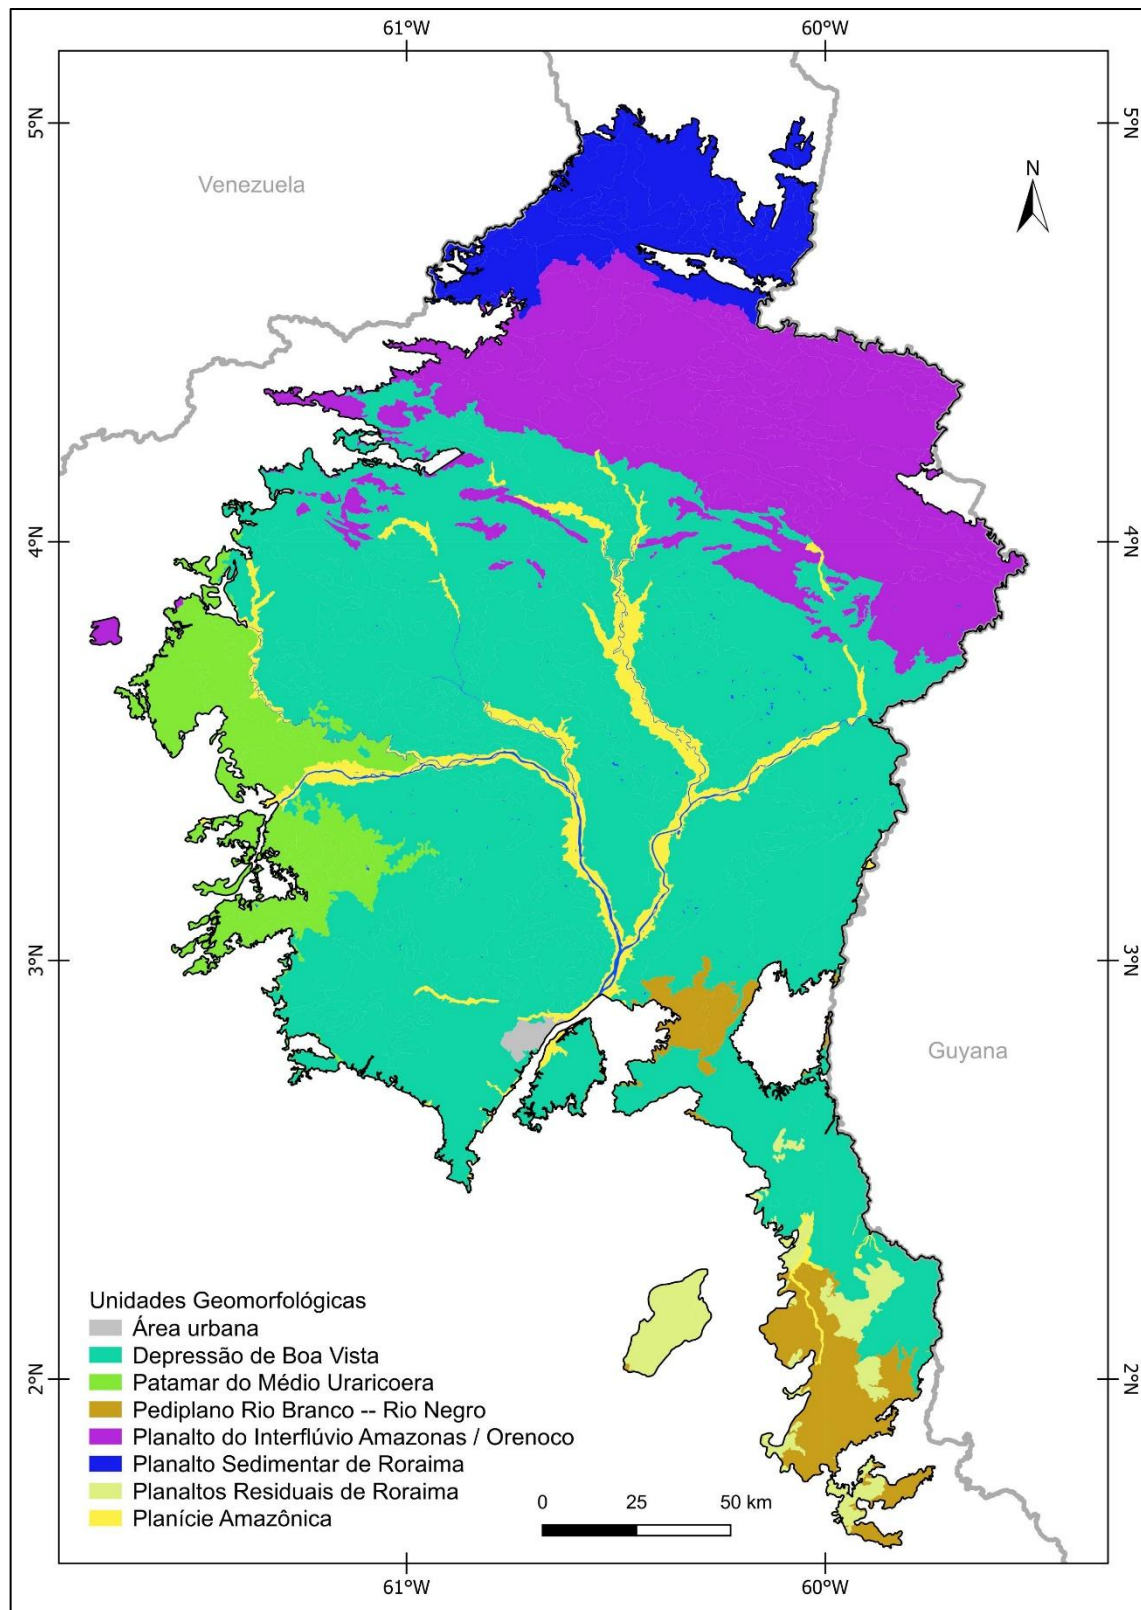 61°W
60°W
5°N
5°N
Venezuela
N
4°N
4°N
3°N
3°N
Guyana
2°N
2°N
Unidades Geomorfológicas
Área urbana
Depressão de Boa Vista
Patamar do Médio Uraricoera
Pediplano Rio Branco -- Rio Negro
Planalto do Interflúvio Amazonas / Orenoco
Planalto Sedimentar de Roraima
Planaltos Residuais de Roraima
Planície Amazônica
0 25 50 km
61°W
60°W